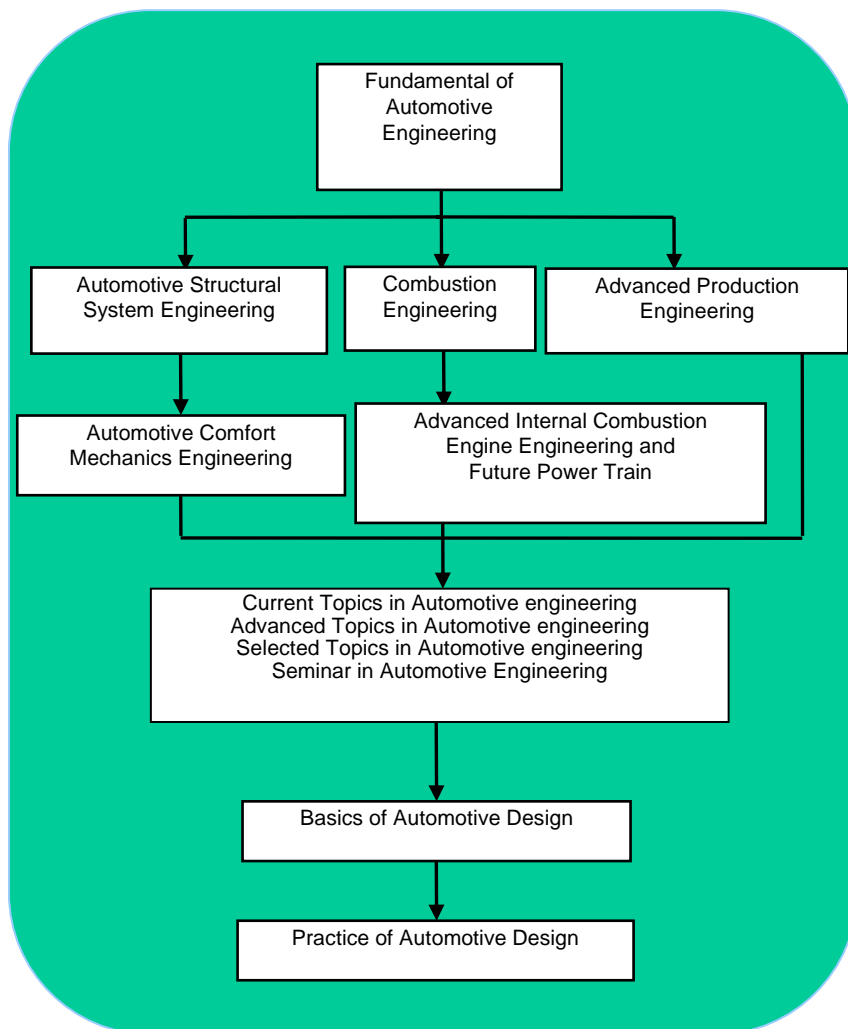 Fundamental of
Automotive
Engineering
Automotive Structural
System Engineering
Combustion
Engineering
Advanced Production
Engineering
Automotive Comfort
Mechanics Engineering
Advanced Internal Combustion
Engine Engineering and
Future Power Train
Current Topics in Automotive engineering
Advanced Topics in Automotive engineering
Selected Topics in Automotive engineering
Seminar in Automotive Engineering
Basics of Automotive Design
Practice of Automotive Design